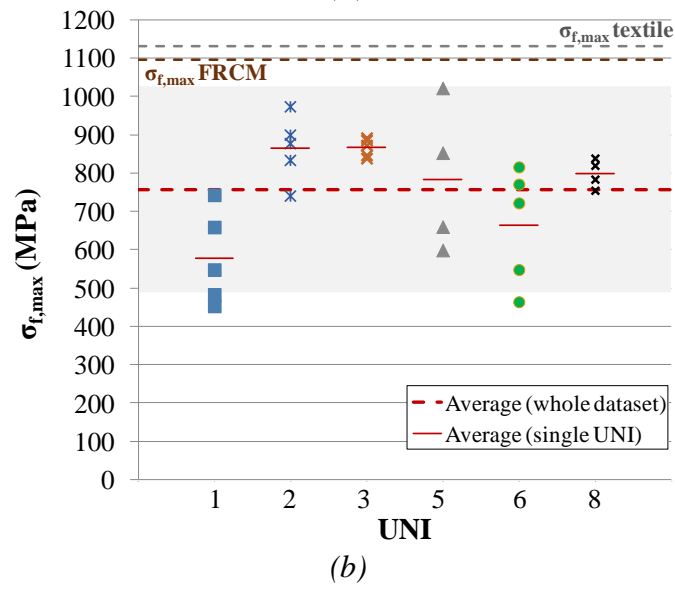 1200
1100
1000
900
800
700
600
500
400
300
200
100
0
σf,max (MPa)
σf,max textile
σf,max FRCM
Average (whole dataset)
Average (single UNI)
1 2 3 5 6 8
UNI
(b)